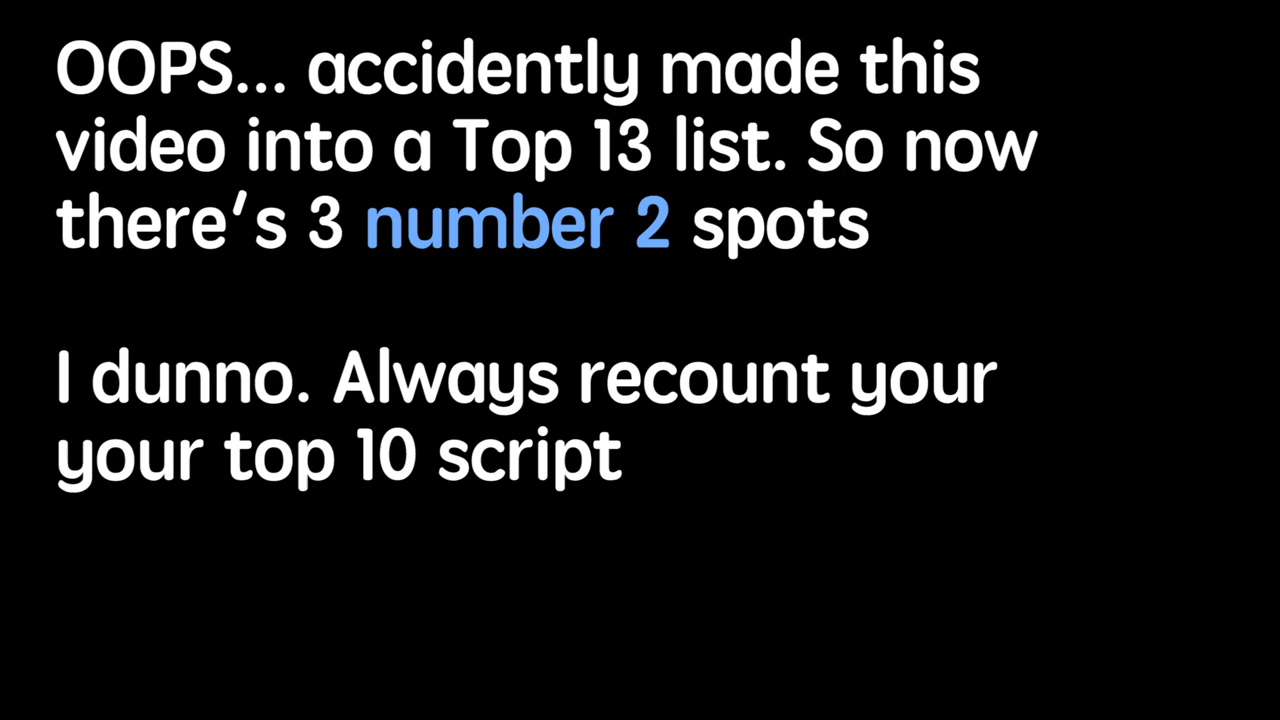 OOPS... accidently made this
video into a Top 13 list. So now
there's 3 number 2 spots
I dunno. Always recount your
your top 10 script